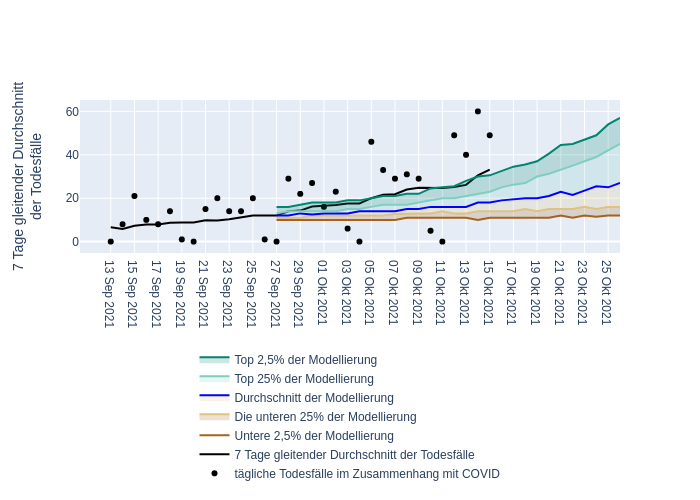 7 Tage gleitender Durchschnitt
der Todesfälle
60
40
20
0
13 Sep 2021
15 Sep 2021
17 Sep 2021
19 Sep 2021
21 Sep 2021
23 Sep 2021
25 Sep 2021
27 Sep 2021
29 Sep 2021
01 Okt 2021
03 Okt 2021
05 Okt 2021
07 Okt 2021
09 Okt 2021
11 Okt 2021
13 Okt 2021
15 Okt 2021
17 Okt 2021
19 Okt 2021
21 Okt 2021
23 Okt 2021
25 Okt 2021
Top 2,5% der Modellierung
Top 25% der Modellierung
Durchschnitt der Modellierung
Die unteren 25% der Modellierung
Untere 2,5% der Modellierung
7 Tage gleitender Durchschnitt der Todesfälle
tägliche Todesfälle im Zusammenhang mit COVID